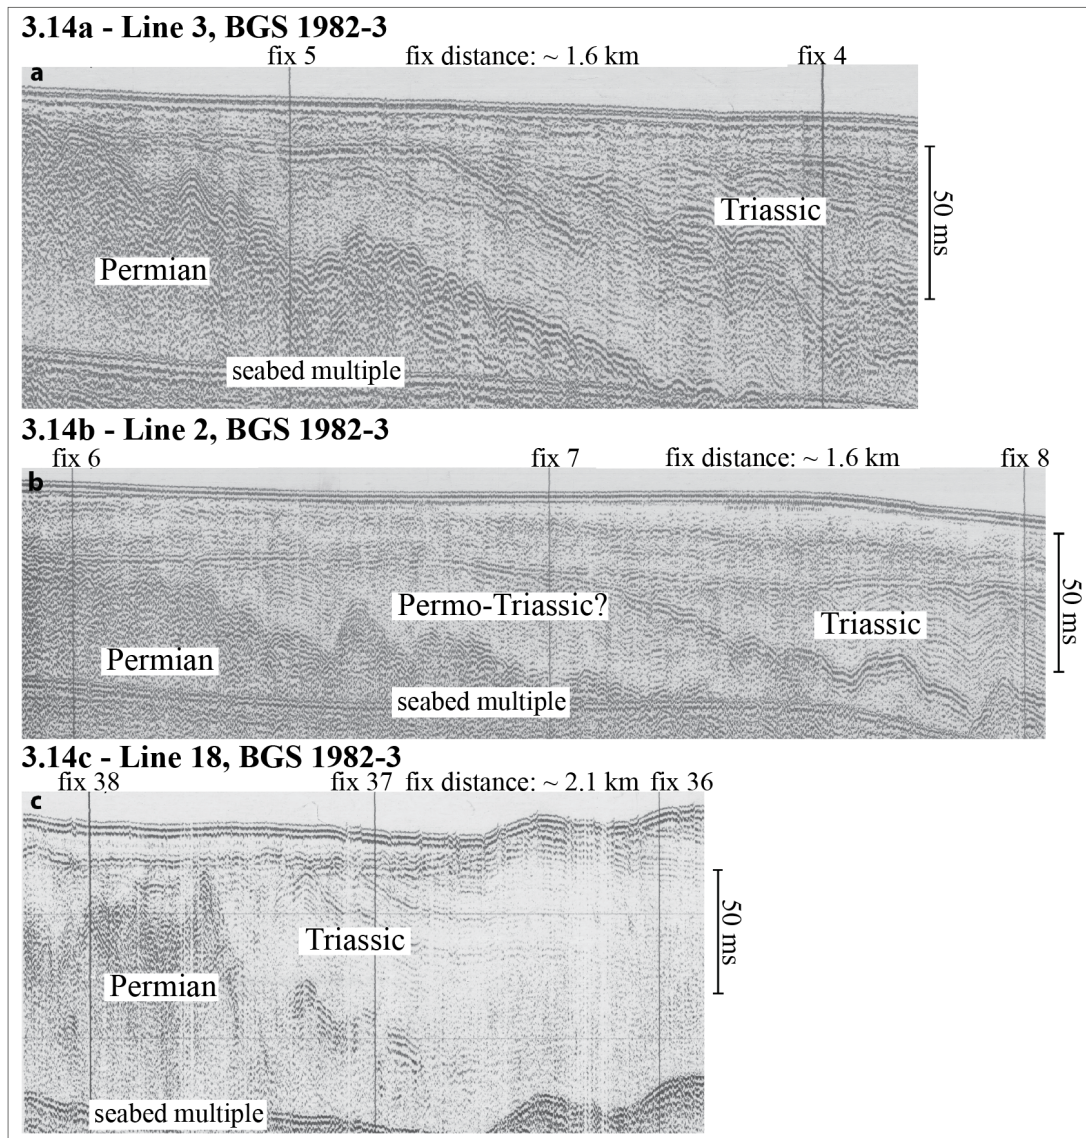 3.14a - Line 3, BGS 1982-3
fix 5 fix distance: ~ 1.6 km fix 4
a
Triassic
50 ms
Permian
seabed multiple
3.14b - Line 2, BGS 1982-3
fix 6 fix 7 fix distance: ~ 1.6 km fix 8
b
Permo-Triassic?
Triassic
50 ms
Permian
seabed multiple
3.14c - Line 18, BGS 1982-3
fix 38 fix 37 fix distance: ~ 2.1 km fix 36
c
Triassic
50 ms
Permian
seabed multiple